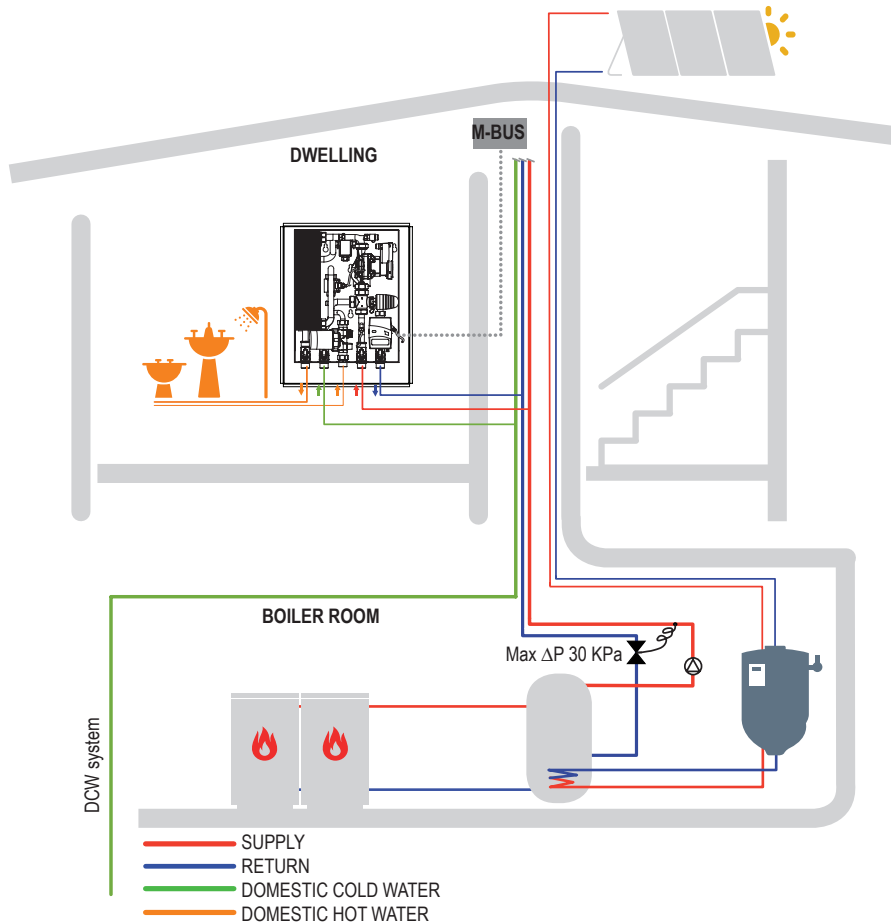 M-BUS
DWELLING
BOILER ROOM
Max ΔP 30 KPa
DCW system
SUPPLY
RETURN
DOMESTIC COLD WATER
DOMESTIC HOT WATER